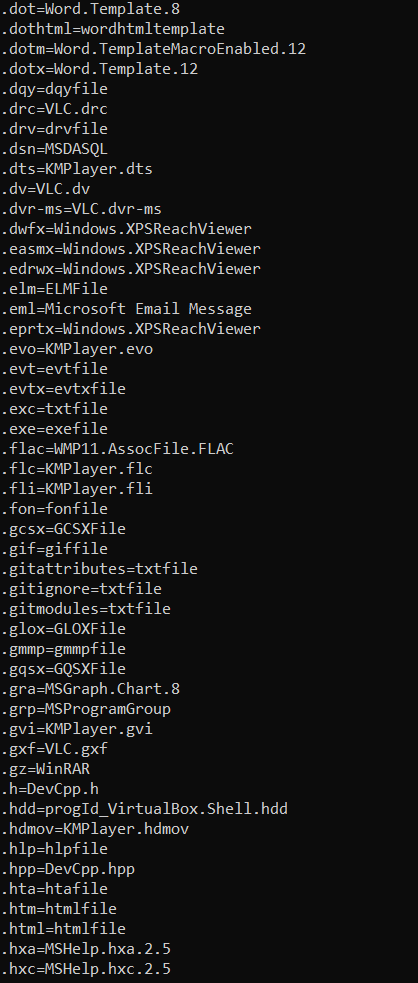 .dot=Word.Template.8
.dothtml=wordhtmltemplate
.dotm=Word.TemplateMacroEnabled.12
.dotx=Word.Template.12
.dqy=dqyfile
.drc=VLC.drc
.drv=drvfile
.dsn=MSDASQL
.dts=KMPlayer.dts
.dv=VLC.dv
.dvr-ms=VLC.dvr-ms
.dwfx=Windows.XPSReachViewer
.easmx=Windows.XPSReachViewer
.edrwx=Windows.XPSReachViewer
.elm=ELMFile
.eml=Microsoft Email Message
.eprtx=Windows.XPSReachViewer
.evo=KMPlayer.evo
.evt=evtfile
.evtx=evtxfile
.exc=txtfile
.exe=exefile
.flac=WMP11.AssocFile.FLAC
.flc=KMPlayer.flc
.fli=KMPlayer.fli
.fon=fonfile
.gcsx=GCSXFile
.gif=giffile
.gitattributes=txtfile
.gitignore=txtfile
.gitmodules=txtfile
.glox=GLOXFile
.gmmp=gmmpfile
.gqsx=GQSXFile
.gra=MSGraph.Chart.8
.grp=MSProgramGroup
.gvi=KMPlayer.gvi
.gxf=VLC.gxf
.gz=WinRAR
.h=DevCpp.h
.hdd=progId_VirtualBox.Shell.hdd
.hdmov=KMPlayer.hdmov
.hlp=hlpfile
.hpp=DevCpp.hpp
.hta=htafile
.htm=htmlfile
.html=htmlfile
.hxa=MSHelp.hxa.2.5
.hxc=MSHelp.hxc.2.5